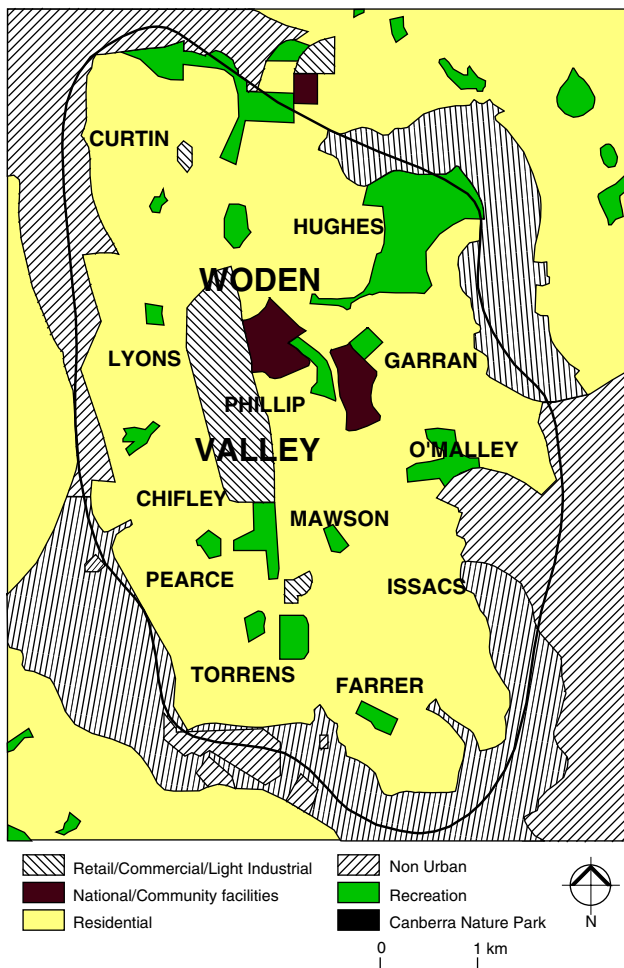 CURTIN
HUGHES
WODEN
LYONS
GARRAN
PHILLIP
VALLEY
O'MALLEY
CHIFLEY
MAWSON
PEARCE
ISSACS
TORRENS
FARRER
Retail/Commercial/Light Industrial
National/Community facilities
Residential
Non Urban
Recreation
Canberra Nature Park
N
0 1 km